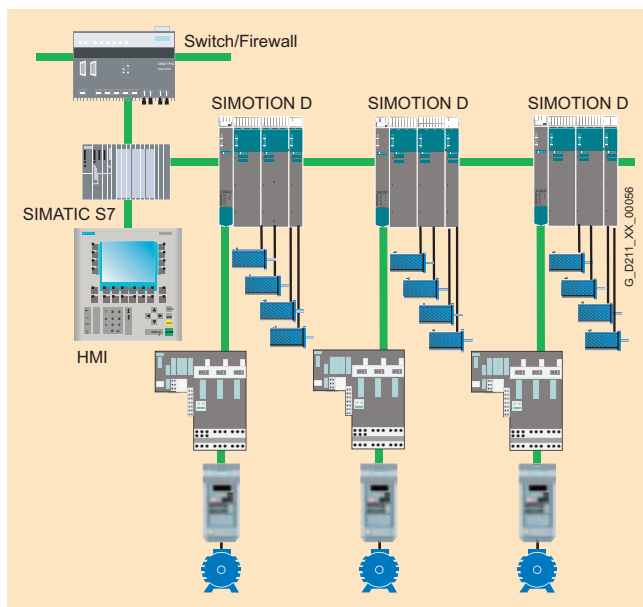 Switch/Firewall
SIMOTION D
SIMOTION D
SIMOTION D
SIMATIC S7
HMI
G_D211_XX_00056